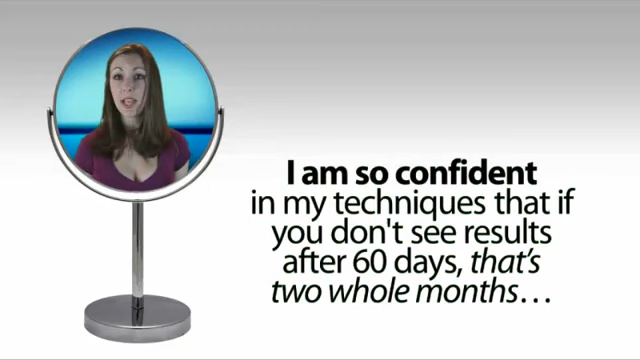 I am so confident
in my techniques that if
you don't see results
after 60 days, that's
two whole months…